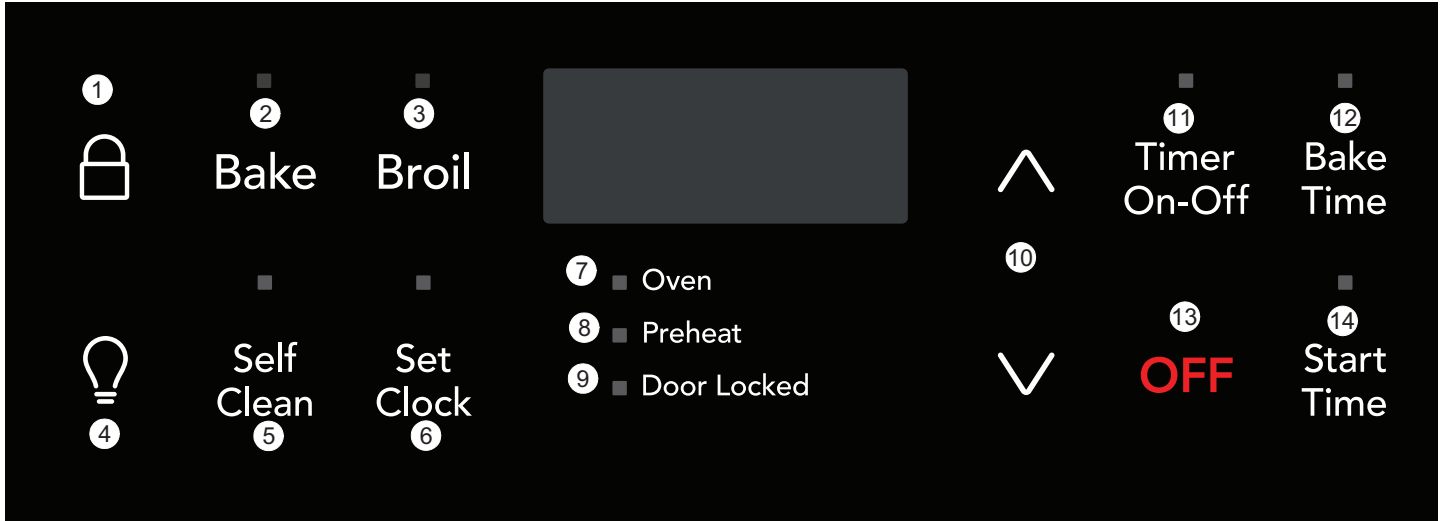 1
2
Bake
3
Broil
4
Self
Clean
5
Set
Clock
6
7 Oven
8 Preheat
9 Door Locked
10
11
Timer
On-Off
12
Bake
Time
13
OFF
14
Start
Time